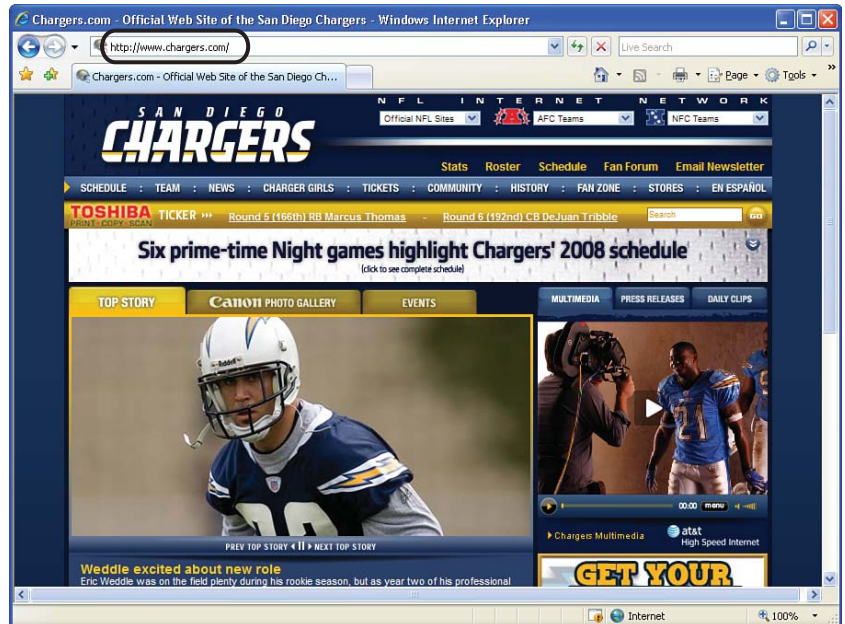 Chargers.com - Official Web Site of the San Diego Chargers - Windows Internet Explorer
http://www.chargers.com/
Live Search
Chargers.com - Official Web Site of the San Diego Ch...
Page
Tools
NFL INTERNET NETWORK
Official NFL Sites
AFC Teams
NFC Teams
SAN DIEGO
CHARGERS
Stats Roster Schedule Fan Forum Email Newsletter
SCHEDULE : TEAM : NEWS : CHARGER GIRLS : TICKETS : COMMUNITY : HISTORY : FAN ZONE : STORES : EN ESPAÑOL
TOSHIBA TICKER Round 5 (166th) RB Marcus Thomas - Round 6 (192nd) CB DeJuan Tribble Search GO
PRINT·COPY·SCAN
Six prime-time Night games highlight Chargers' 2008 schedule
(click to see complete schedule)
TOP STORY Canon PHOTO GALLERY EVENTS
MULTIMEDIA PRESS RELEASES DAILY CLIPS
Riddell
21
00:00 menu
PREV TOP STORY NEXT TOP STORY
Chargers Multimedia
at&t
High Speed Internet
Weddle excited about new role
Eric Weddle was on the field plenty during his rookie season, but as year two of his professional
GET YOUR
Internet
100%